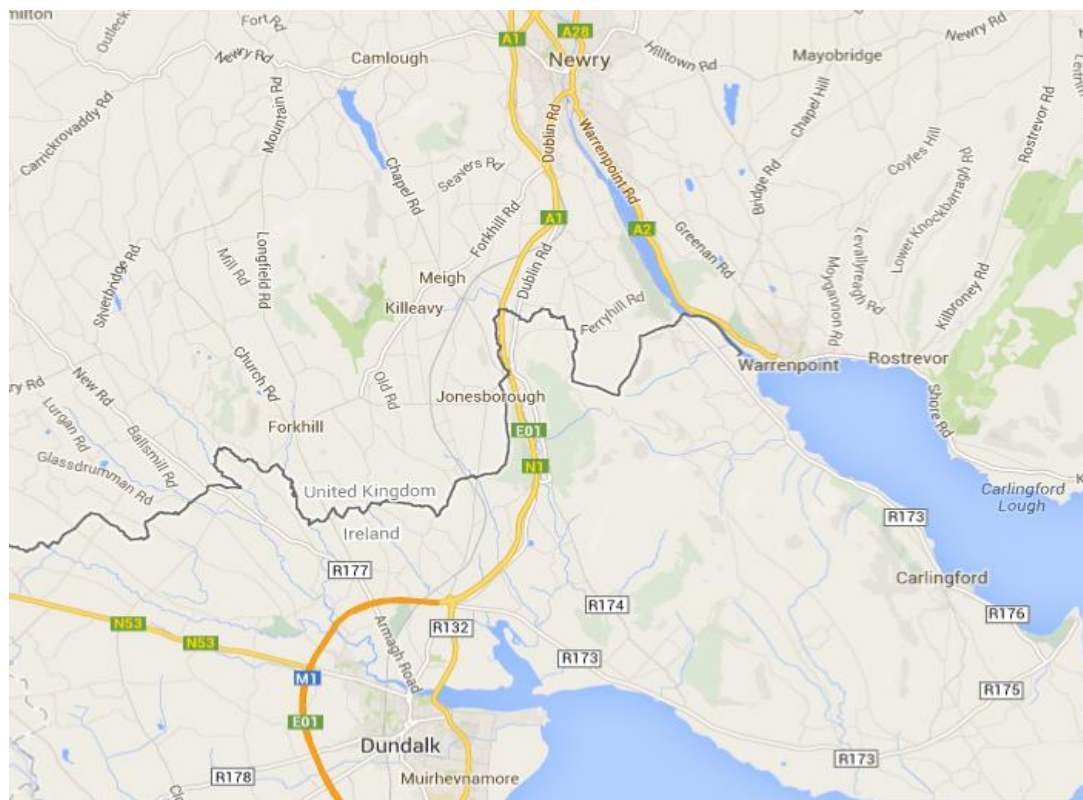 milton
Fort Rd
A1
A28
Newry Rd
Newry Rd
Camlough
Newry
Hilltown Rd
Mayobridge
Mountain Rd
Carrickrovaddy Rd
Dublin Rd
Warrenpoint Rd
Chapel Hill
Rostrevor Rd
Coyles Hill
Seavers Rd
Chapel Rd
Bridge Rd
Lower Knockbarragh Rd
Forkhill Rd
A1
A2
Greenan Rd
Levallyreagh Rd
Longfield Rd
Mill Rd
Silverbridge Rd
Dublin Rd
Moygannon Rd
Kilbroney Rd
Meigh
Killeavy
Ferryhill Rd
Warrenpoint
Rostrevor
ry Rd
New Rd
Church Rd
Old Rd
Jonesborough
Shore Rd
Lurgan Rd
Ballsmill Rd
Forkhill
E01
Glassdrumman Rd
N1
United Kingdom
Carlingford
Lough
K
Ireland
R173
R177
Carlingford
R174
R176
N53
N53
R132
Armagh Road
R173
M1
R175
E01
Dundalk
R173
R178
Muirhevnamore